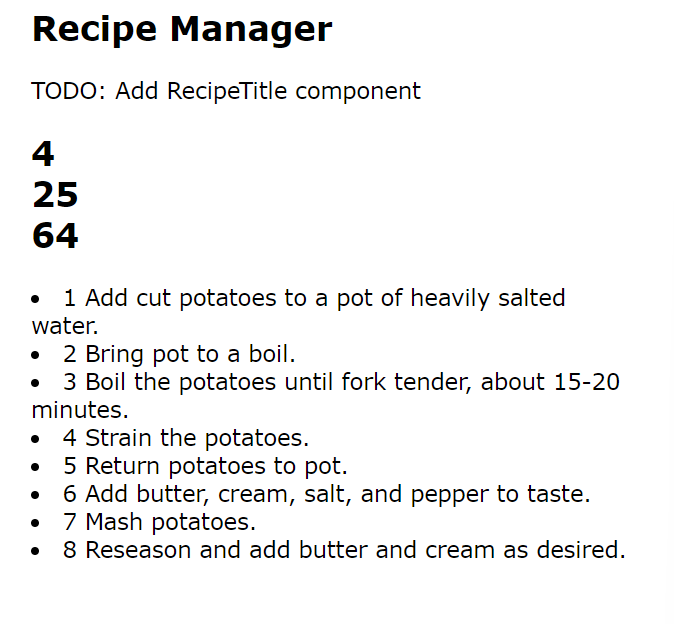 Recipe Manager
TODO: Add RecipeTitle component
4
25
64
• 1 Add cut potatoes to a pot of heavily salted
water.
• 2 Bring pot to a boil.
• 3 Boil the potatoes until fork tender, about 15-20
minutes.
• 4 Strain the potatoes.
• 5 Return potatoes to pot.
• 6 Add butter, cream, salt, and pepper to taste.
• 7 Mash potatoes.
• 8 Reseason and add butter and cream as desired.